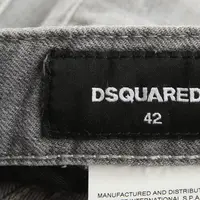 DSQUARED
42
MANUFACTURED AND DISTRIBUT
INTERNATIONAL S.P.A